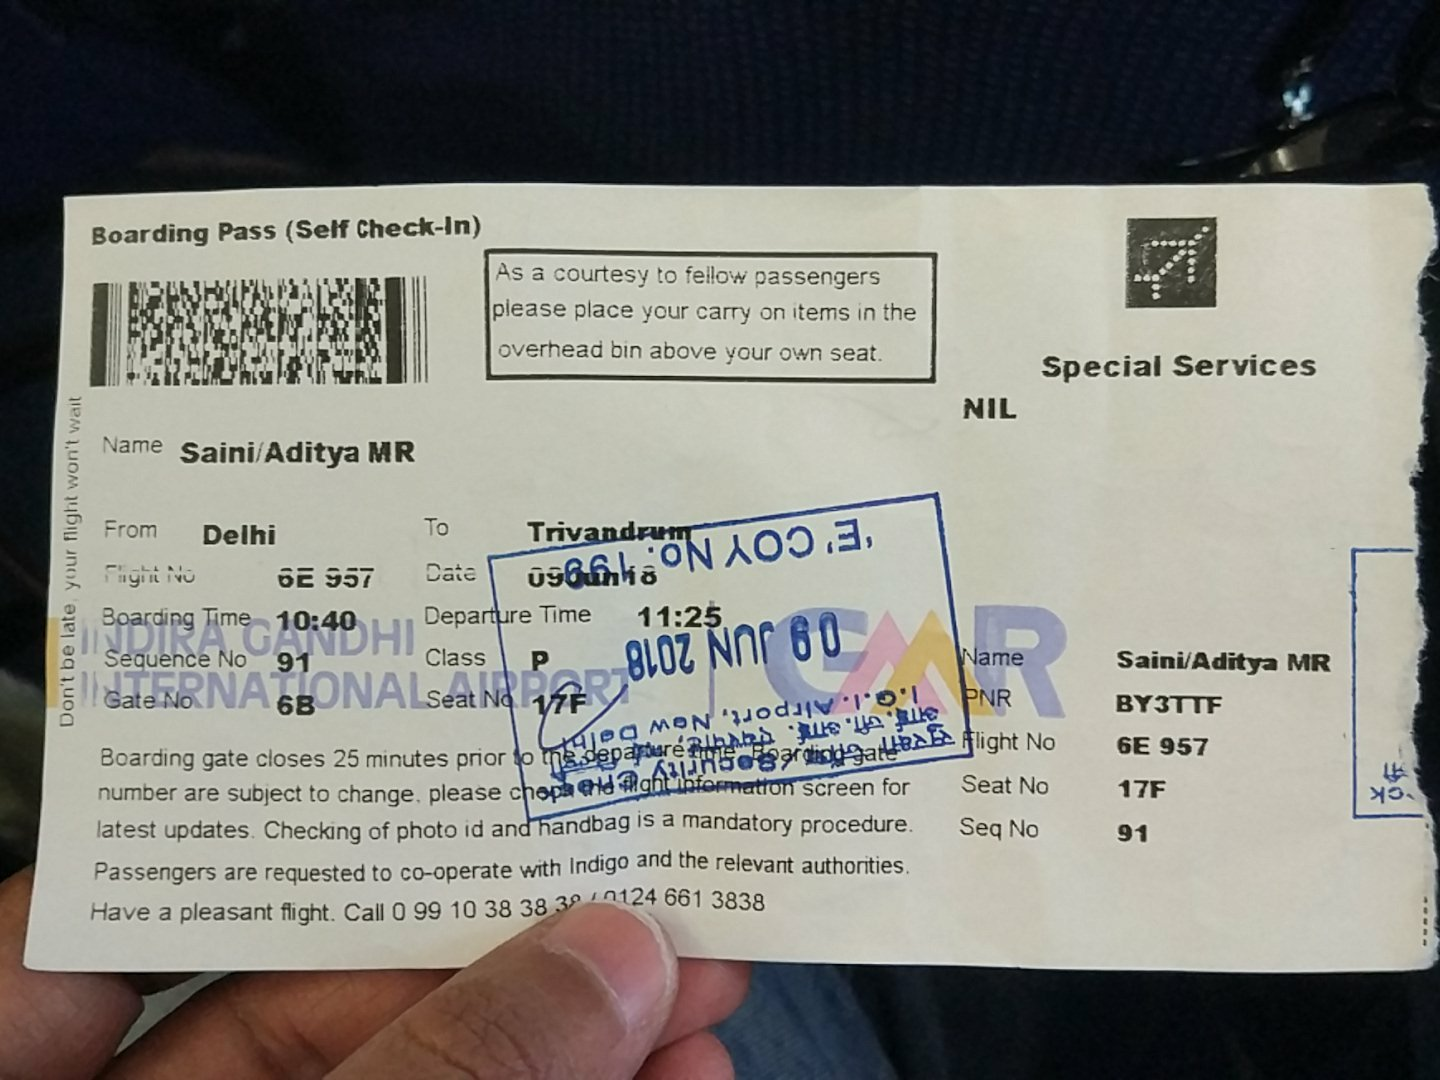 Boarding Pass (Self Check-In)
As a courtesy to fellow passengers
please place your carry on items in the
overhead bin above your own seat.
Special Services
NIL
Don't be late, your flight won't wait
Name Saini/Aditya MR
From Delhi To Trivandrum
Flight No 6E 957 Date 09Jun18
Boarding Time 10:40 Departure Time 11:25
Sequence No 91 Class P
Gate No 6B Seat No 17F
INDIRA GANDHI
INTERNATIONAL AIRPORT
GMR
Boarding gate closes 25 minutes prior to the departure time. Boarding gate
number are subject to change, please check the flight information screen for
latest updates. Checking of photo id and handbag is a mandatory procedure.
Passengers are requested to co-operate with Indigo and the relevant authorities.
Have a pleasant flight. Call 0 99 10 38 38 38 / 0124 661 3838
Name Saini/Aditya MR
PNR BY3TTF
Flight No 6E 957
Seat No 17F
Seq No 91
'E' COY No. 199
09 JUN 2018
I.G.I. Airport, New Delhi
Security